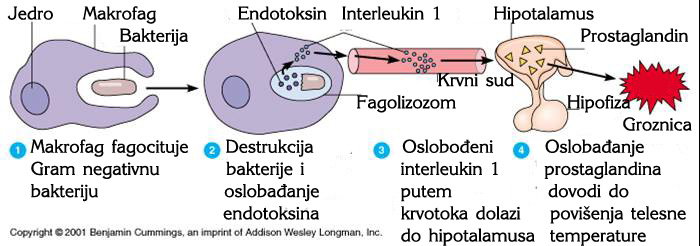 Jedro
Makrofag
Bakterija
Endotoksin
Interleukin 1
Hipotalamus
Prostaglandin
Krvni sud
Fagolizozom
Hipofiza
Groznica
1 Makrofag fagocituje
Gram negativnu
bakteriju
2 Destrukcija
bakterije i
oslobađanje
endotoksina
3 Oslobođeni
interleukin 1
putem
krvotoka dolazi
do hipotalamusa
4 Oslobađanje
prostaglandina
dovodi do
povišenja telesne
temperature
Copyright © 2001 Benjamin Cummings, an imprint of Addison Wesley Longman, Inc.